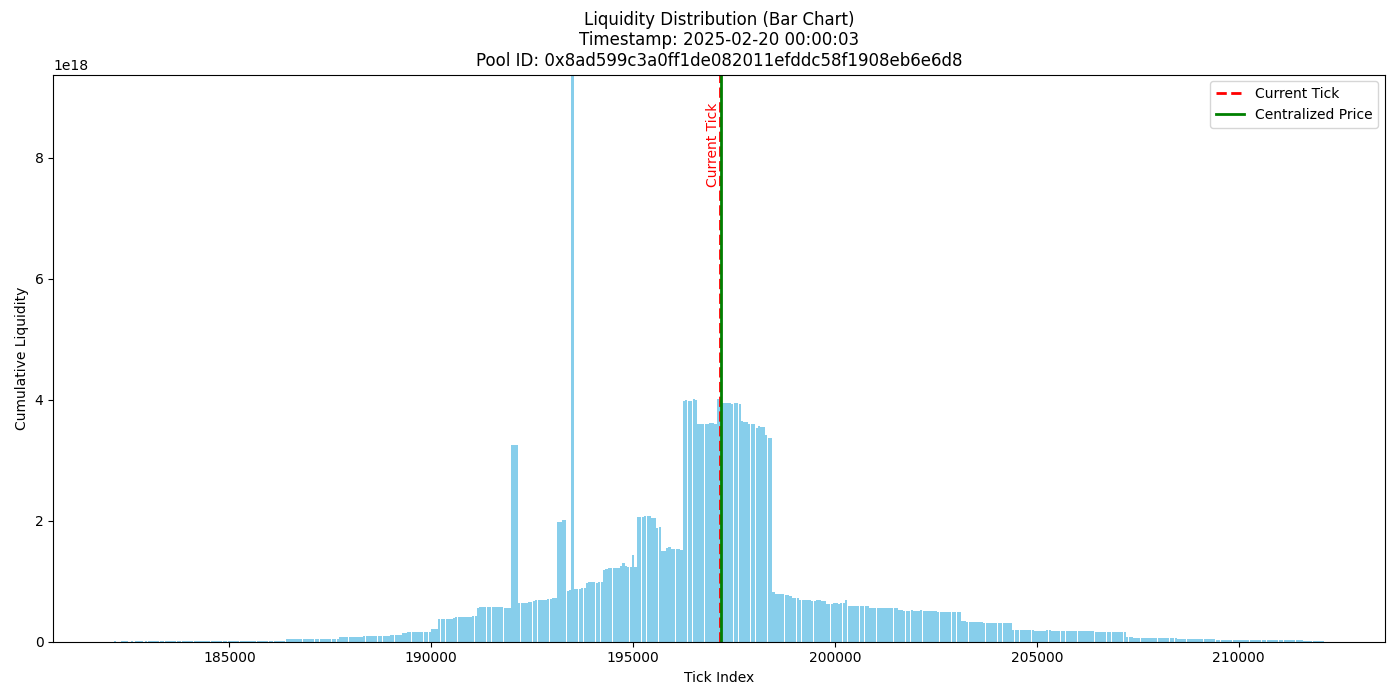 Liquidity Distribution (Bar Chart)
Timestamp: 2025-02-20 00:00:03
Pool ID: 0x8ad599c3a0ff1de082011efddc58f1908eb6e6d8
1e18
Current Tick
Centralized Price
Current Tick
8
6
4
2
0
Cumulative Liquidity
185000 190000 195000 200000 205000 210000
Tick Index